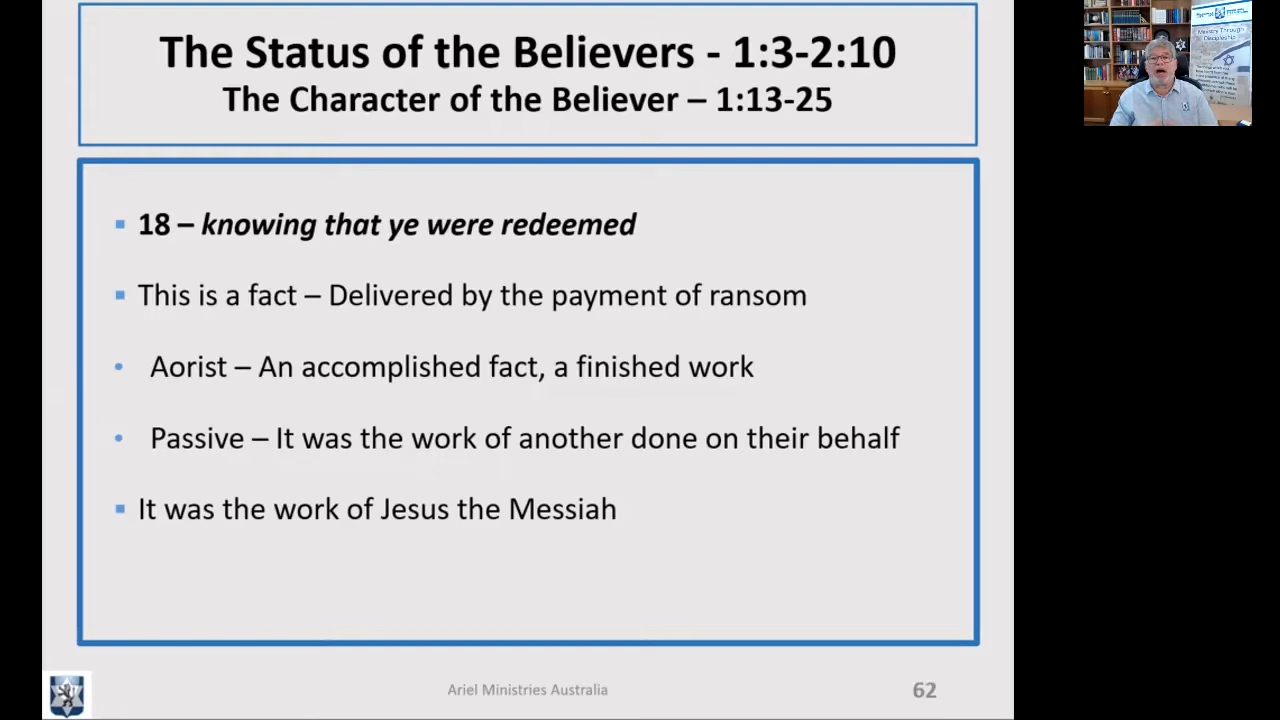 The Status of the Believers - 1:3-2:10
The Character of the Believer – 1:13-25
18 – knowing that ye were redeemed
This is a fact – Delivered by the payment of ransom
Aorist – An accomplished fact, a finished work
Passive – It was the work of another done on their behalf
It was the work of Jesus the Messiah
Ariel Ministries Australia
62
Ministry Through
Discipleship